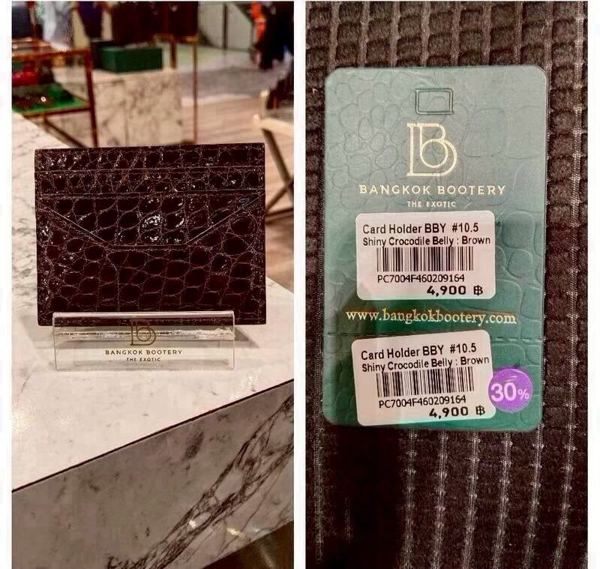 B
BANGKOK BOOTERY
THE EXOTIC
B
BANGKOK BOOTERY
THE EXOTIC
Card Holder BBY #10.5
Shiny Crocodile Belly : Brown
PC7004F460209164
4,900 ฿
www.bangkokbootery.com
Card Holder BBY #10.5
Shiny Crocodile Belly : Brown
PC7004F460209164
4,900 ฿
30%